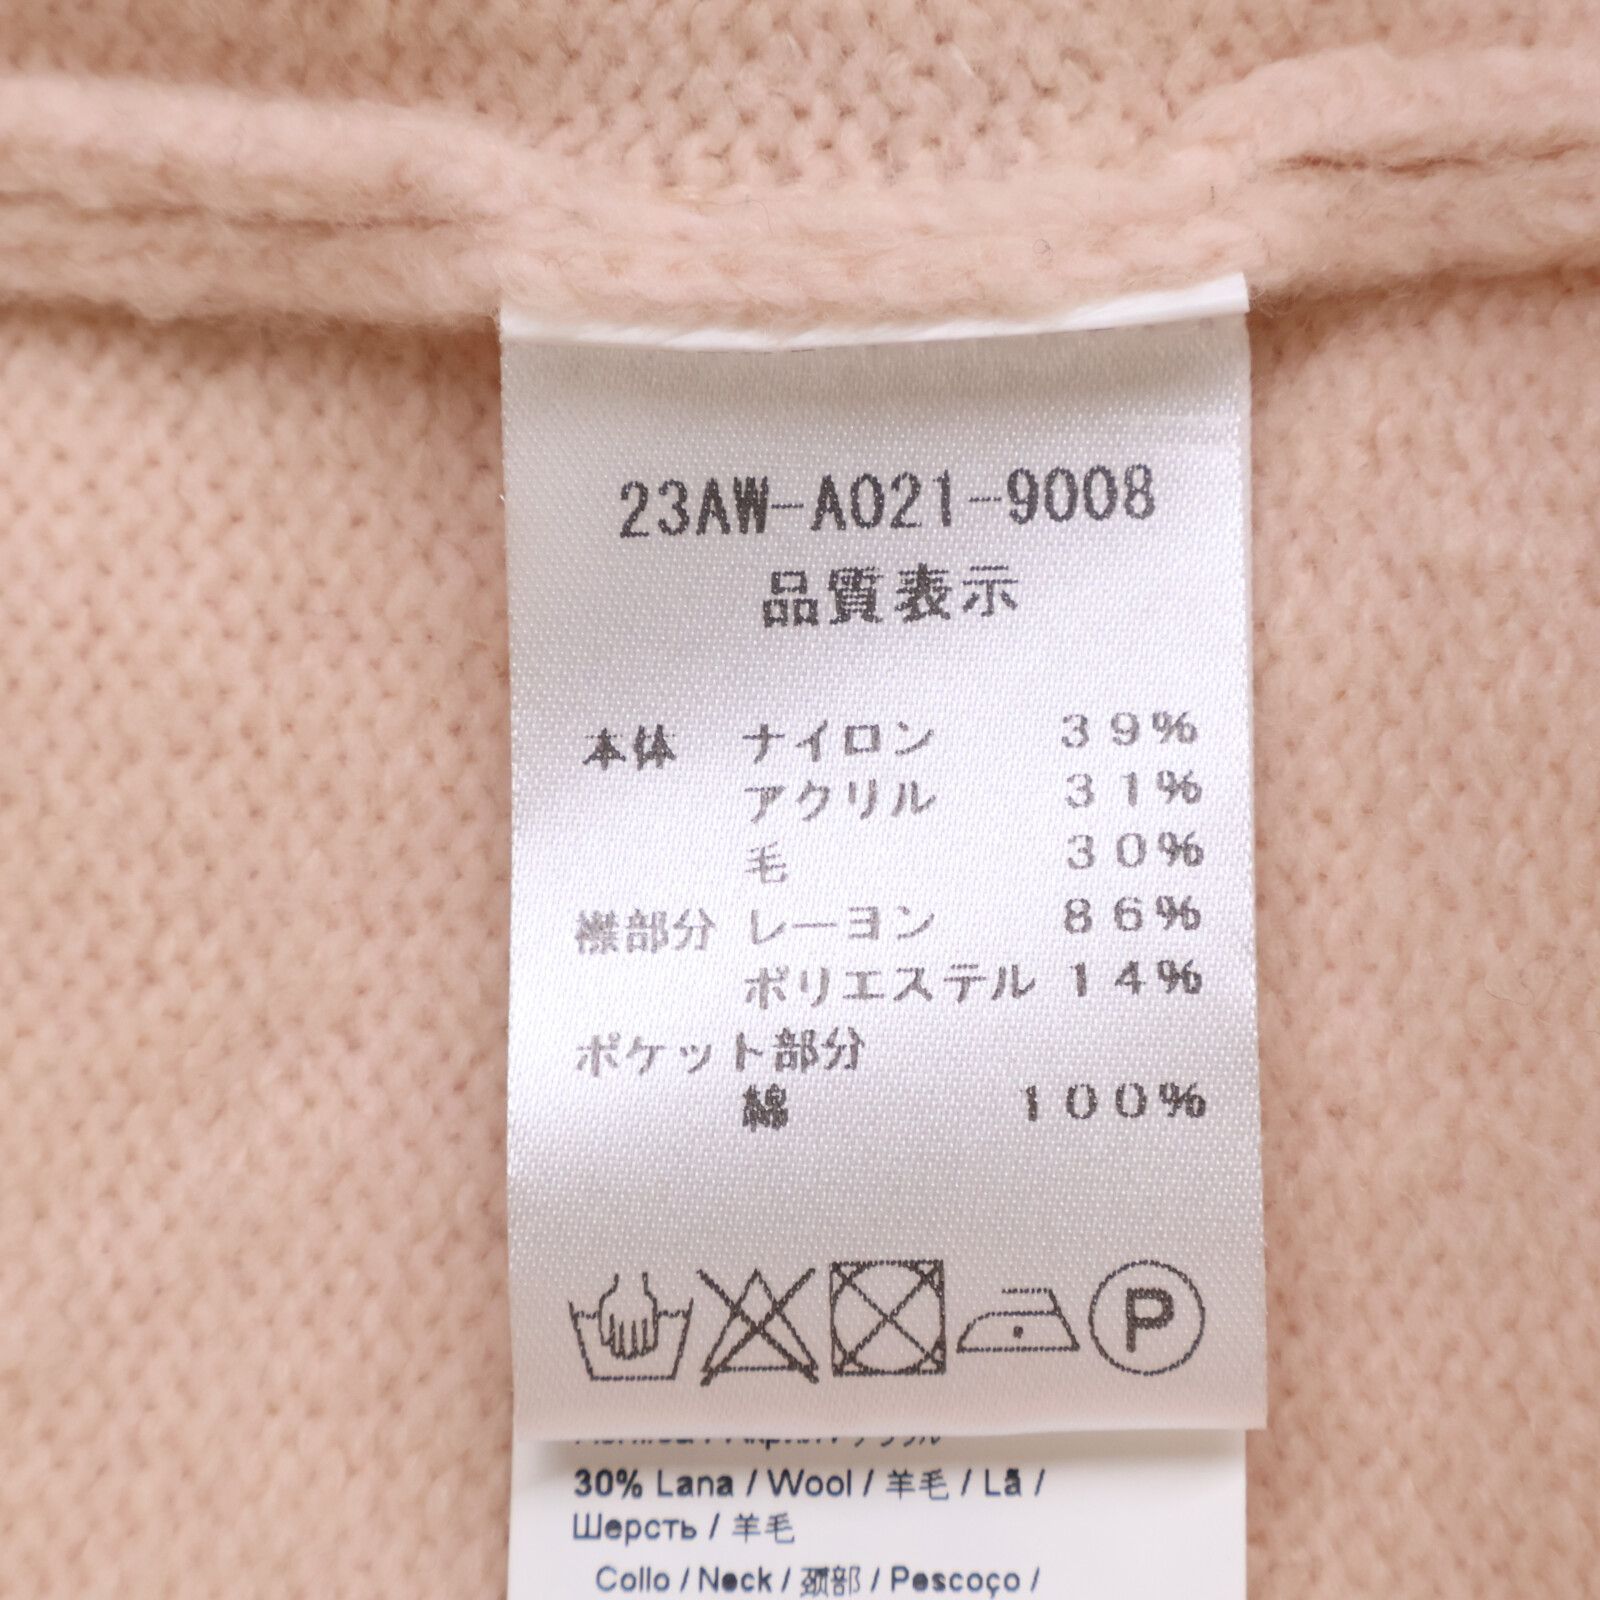 23AW-A021-9008
品質表示
本体 ナイロン 39%
アクリル 31%
毛 30%
襟部分 レーヨン 86%
ポリエステル 14%
ポケット部分
綿 100%
P
30% Lana / Wool / 羊毛 / Lã /
Шерсть / 羊毛
Collo / Neck / 颈部 / Pescoço /